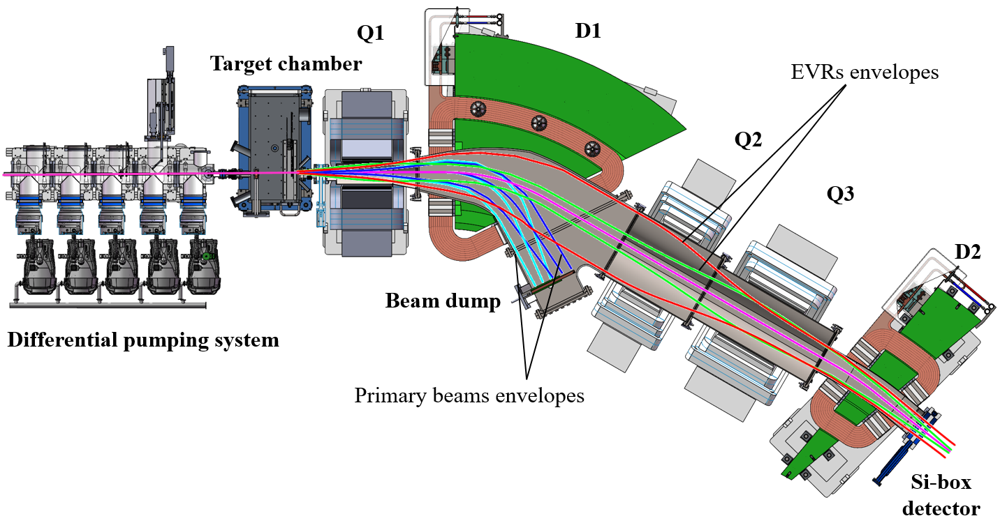 Q1
D1
Target chamber
EVRs envelopes
Q2
Q3
D2
Beam dump
Differential pumping system
Primary beams envelopes
Si-box
detector